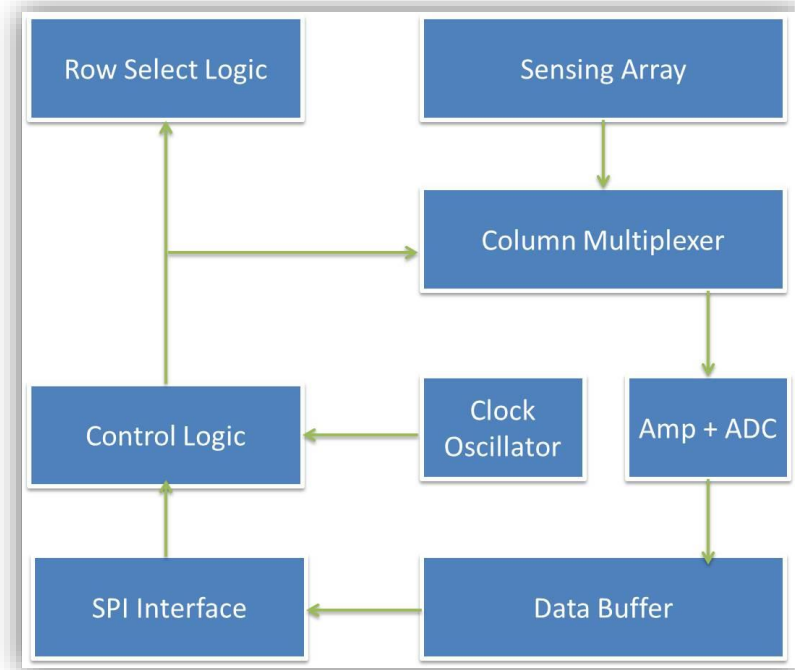 Row Select Logic
Sensing Array
Column Multiplexer
Control Logic
Clock
Oscillator
Amp + ADC
SPI Interface
Data Buffer